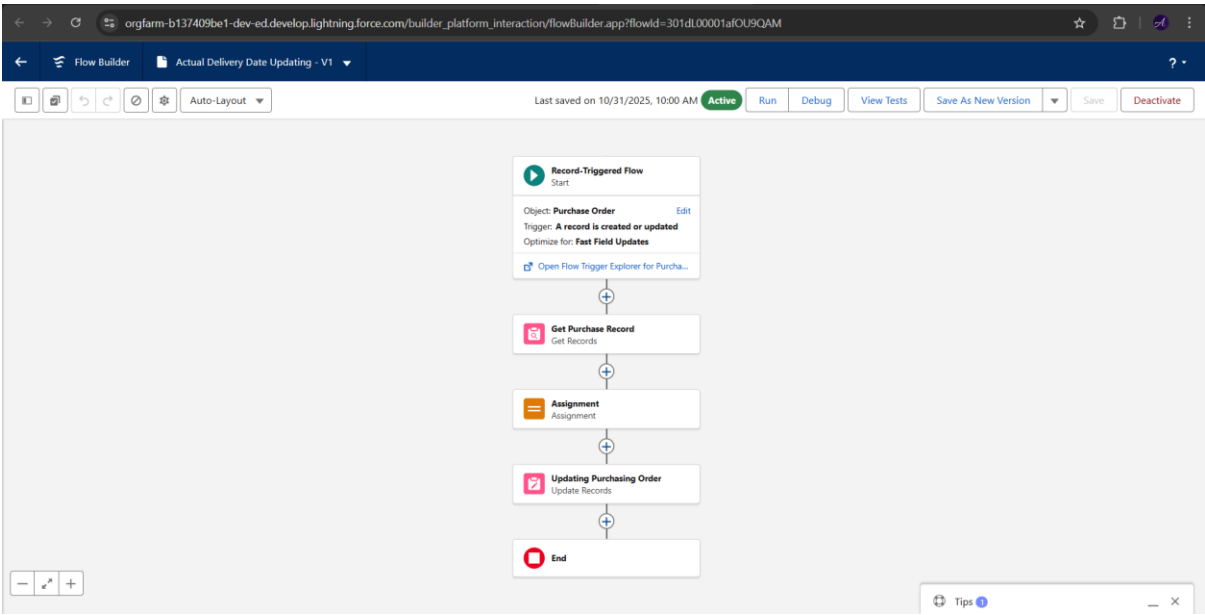 orgfarm-b137409be1-dev-ed.develop.lightning.force.com/builder_platform_interaction/flowBuilder.app?flowId=301dL00001afOU9QAM
Flow Builder
Actual Delivery Date Updating - V1
?
Auto-Layout
Last saved on 10/31/2025, 10:00 AM
Active
Run
Debug
View Tests
Save As New Version
Save
Deactivate
Record-Triggered Flow
Start
Object: Purchase Order
Edit
Trigger: A record is created or updated
Optimize for: Fast Field Updates
Open Flow Trigger Explorer for Purcha...
Get Purchase Record
Get Records
Assignment
Assignment
Updating Purchasing Order
Update Records
End
Tips 1